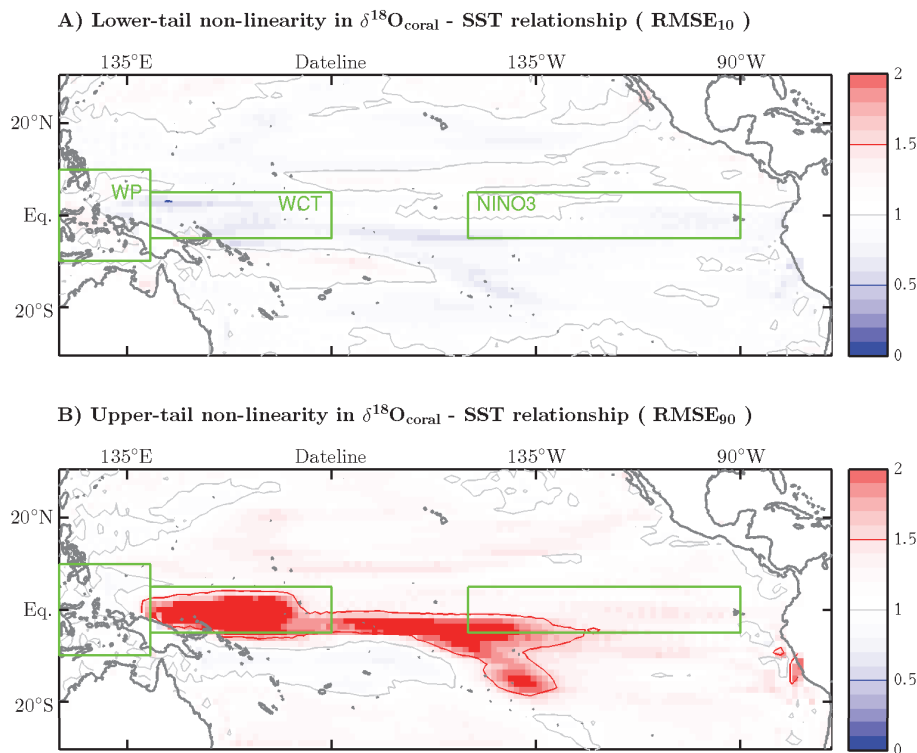 A) Lower-tail non-linearity in δ¹⁸O_coral - SST relationship ( RMSE₁₀ )
135°E Dateline 135°W 90°W
2
20°N
1.5
WP
WCT NINO3
Eq. 1
0.5
20°S
0
B) Upper-tail non-linearity in δ¹⁸O_coral - SST relationship ( RMSE₉₀ )
135°E Dateline 135°W 90°W
2
20°N
1.5
Eq. 1
0.5
20°S
0